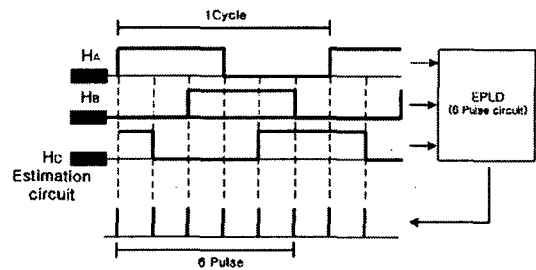 1Cycle
HA
HB
HC
Estimation
circuit
EPLD
(6 Pulse circuit)
6 Pulse